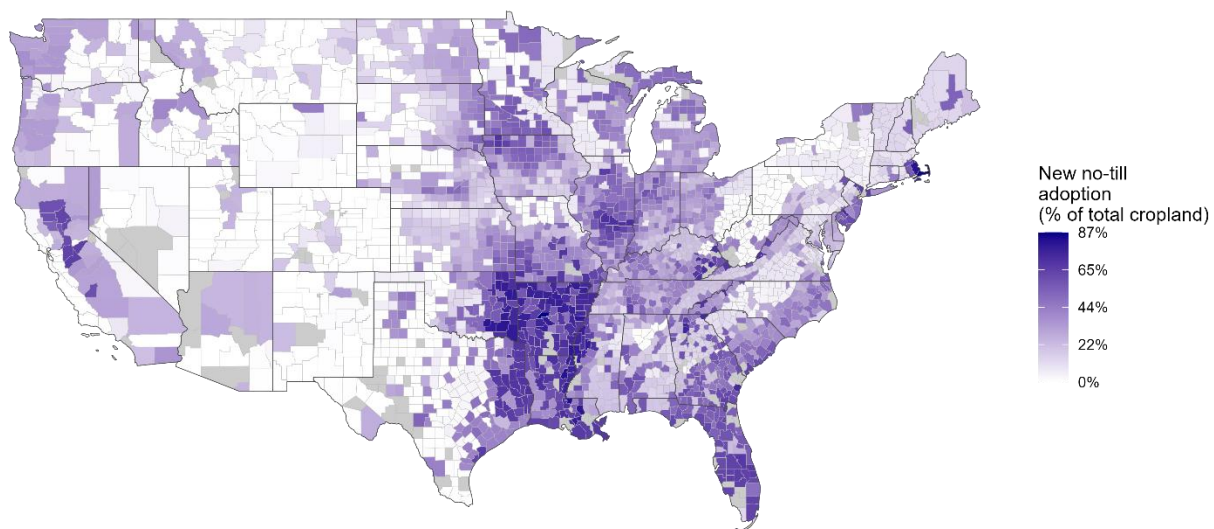 New no-till
adoption
(% of total cropland)
87%
65%
44%
22%
0%